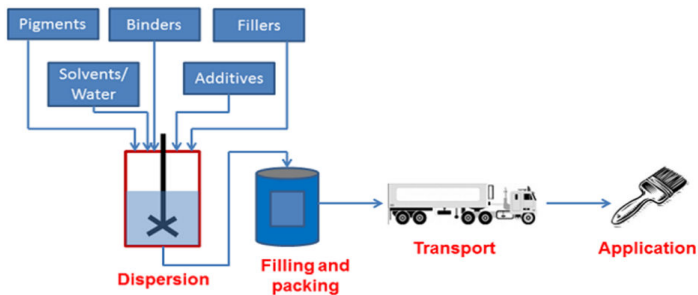 Pigments
Binders
Fillers
Solvents/
Water
Additives
Dispersion
Filling and
packing
Transport
Application